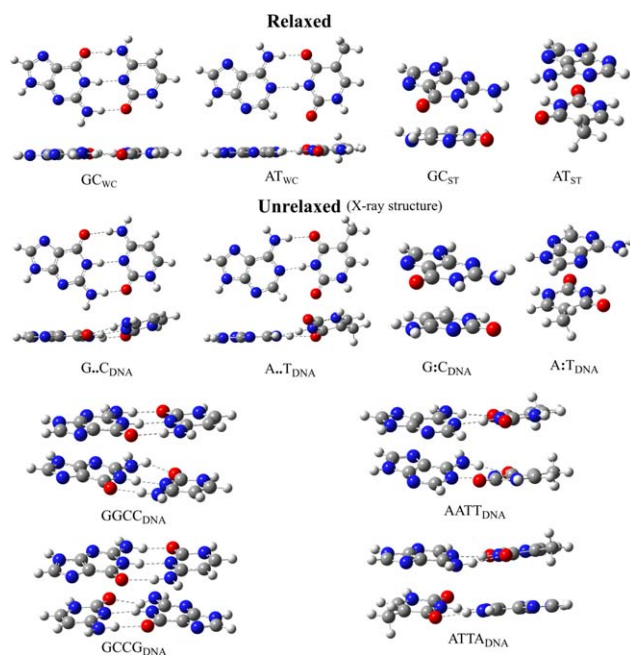 Relaxed
GC_WC AT_WC GC_ST AT_ST
Unrelaxed (X-ray structure)
G..C_DNA A..T_DNA G:C_DNA A:T_DNA
GGCC_DNA AATT_DNA
GCCG_DNA ATTA_DNA